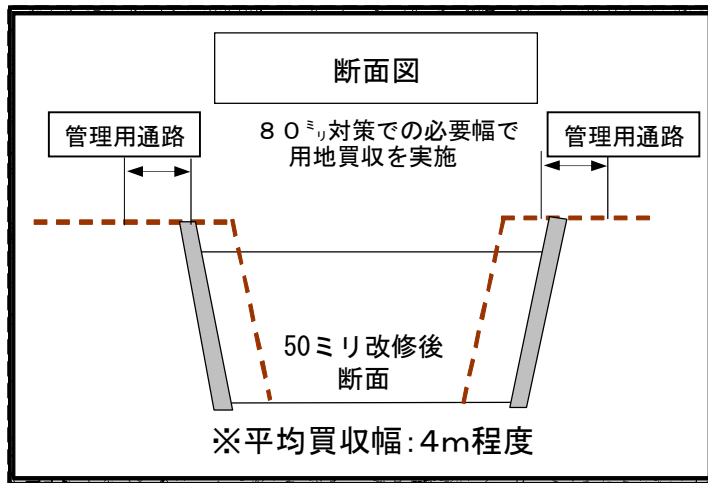 断面図
管理用通路
８０㍉対策での必要幅で
用地買収を実施
管理用通路
50ミリ改修後
断面
※平均買収幅：４ｍ程度